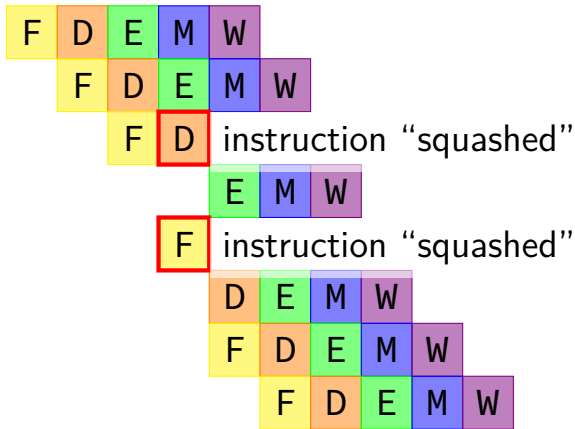 F D E M W
F D E M W
F D instruction “squashed”
E M W
F instruction “squashed”
D E M W
F D E M W
F D E M W